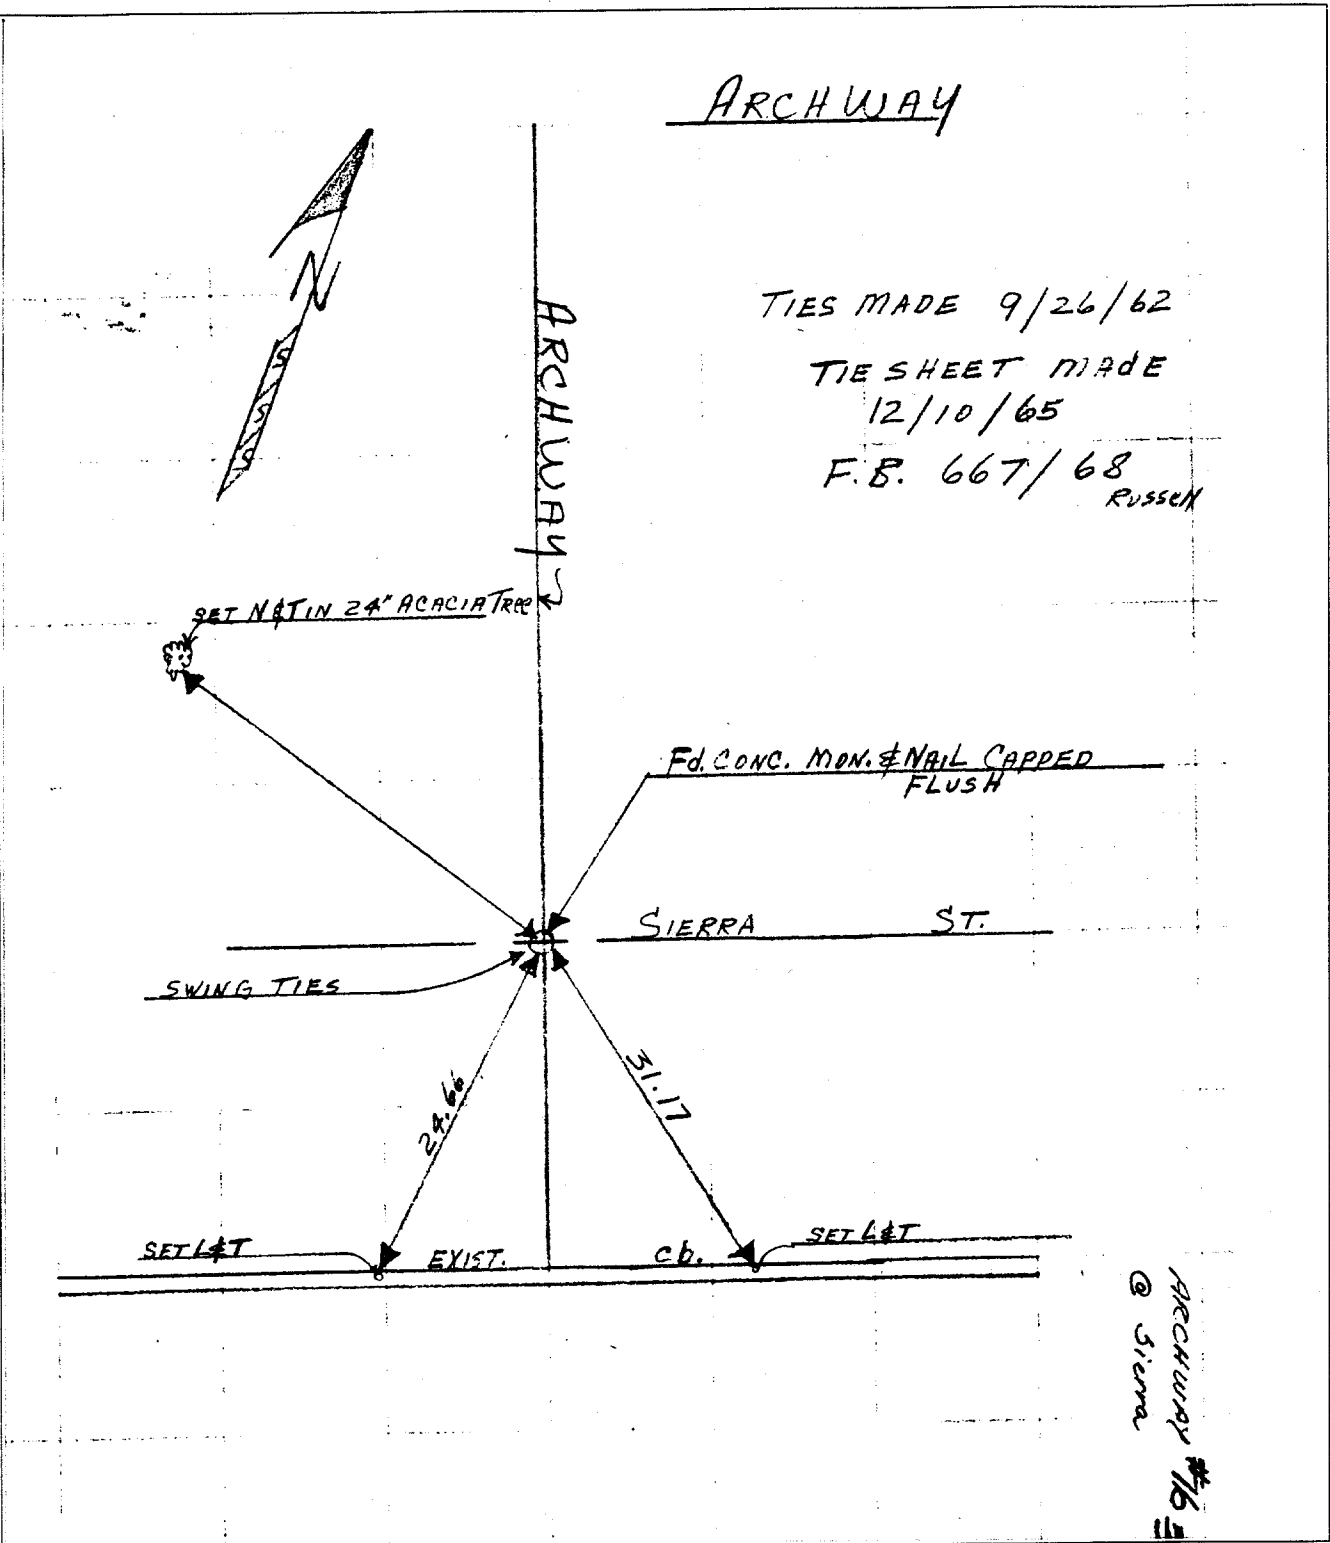 ARCHWAY
N
ARCHWAY
TIES MADE 9/26/62
TIE SHEET MADE
12/10/65
F.B. 667/68
Russell
SET N&T IN 24" ACACIA TREE
Fd. CONC. MON. & NAIL CAPPED
FLUSH
SIERRA ST.
SWING TIES
24.66
31.17
SET L&T
EXIST. cb.
SET L&T
ARCHWAY #76
@ Sierra